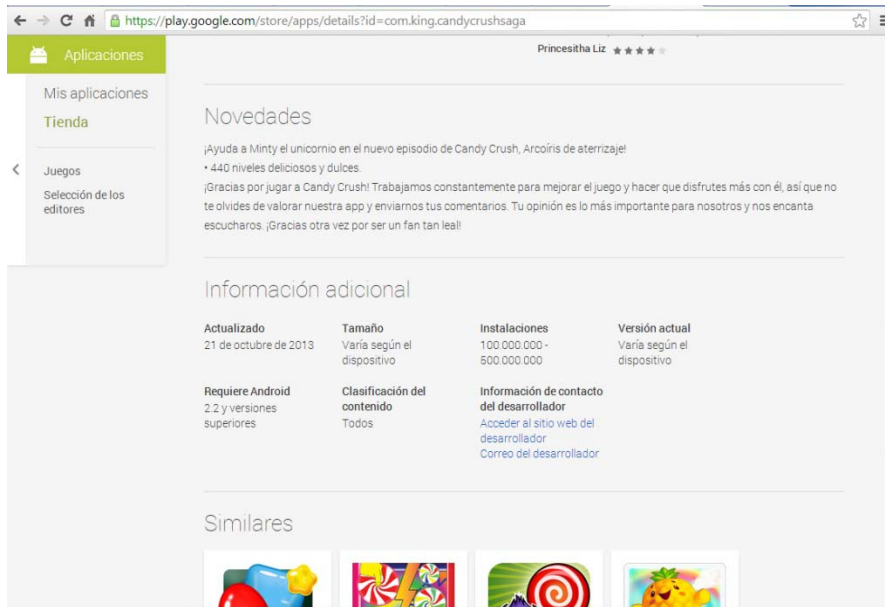 https://play.google.com/store/apps/details?id=com.king.candycrushsaga
Aplicaciones
Princesitha Liz
Mis aplicaciones
Tienda
Juegos
Selección de los
editores
Novedades
¡Ayuda a Minty el unicornio en el nuevo episodio de Candy Crush, Arcoíris de aterrizaje!
• 440 niveles deliciosos y dulces.
¡Gracias por jugar a Candy Crush! Trabajamos constantemente para mejorar el juego y hacer que disfrutes más con él, así que no
te olvides de valorar nuestra app y enviarnos tus comentarios. Tu opinión es lo más importante para nosotros y nos encanta
escucharos. ¡Gracias otra vez por ser un fan tan leal!
Información adicional
Actualizado
21 de octubre de 2013
Tamaño
Varía según el
dispositivo
Instalaciones
100.000.000 -
500.000.000
Versión actual
Varía según el
dispositivo
Requiere Android
2.2 y versiones
superiores
Clasificación del
contenido
Todos
Información de contacto
del desarrollador
Acceder al sitio web del
desarrollador
Correo del desarrollador
Similares